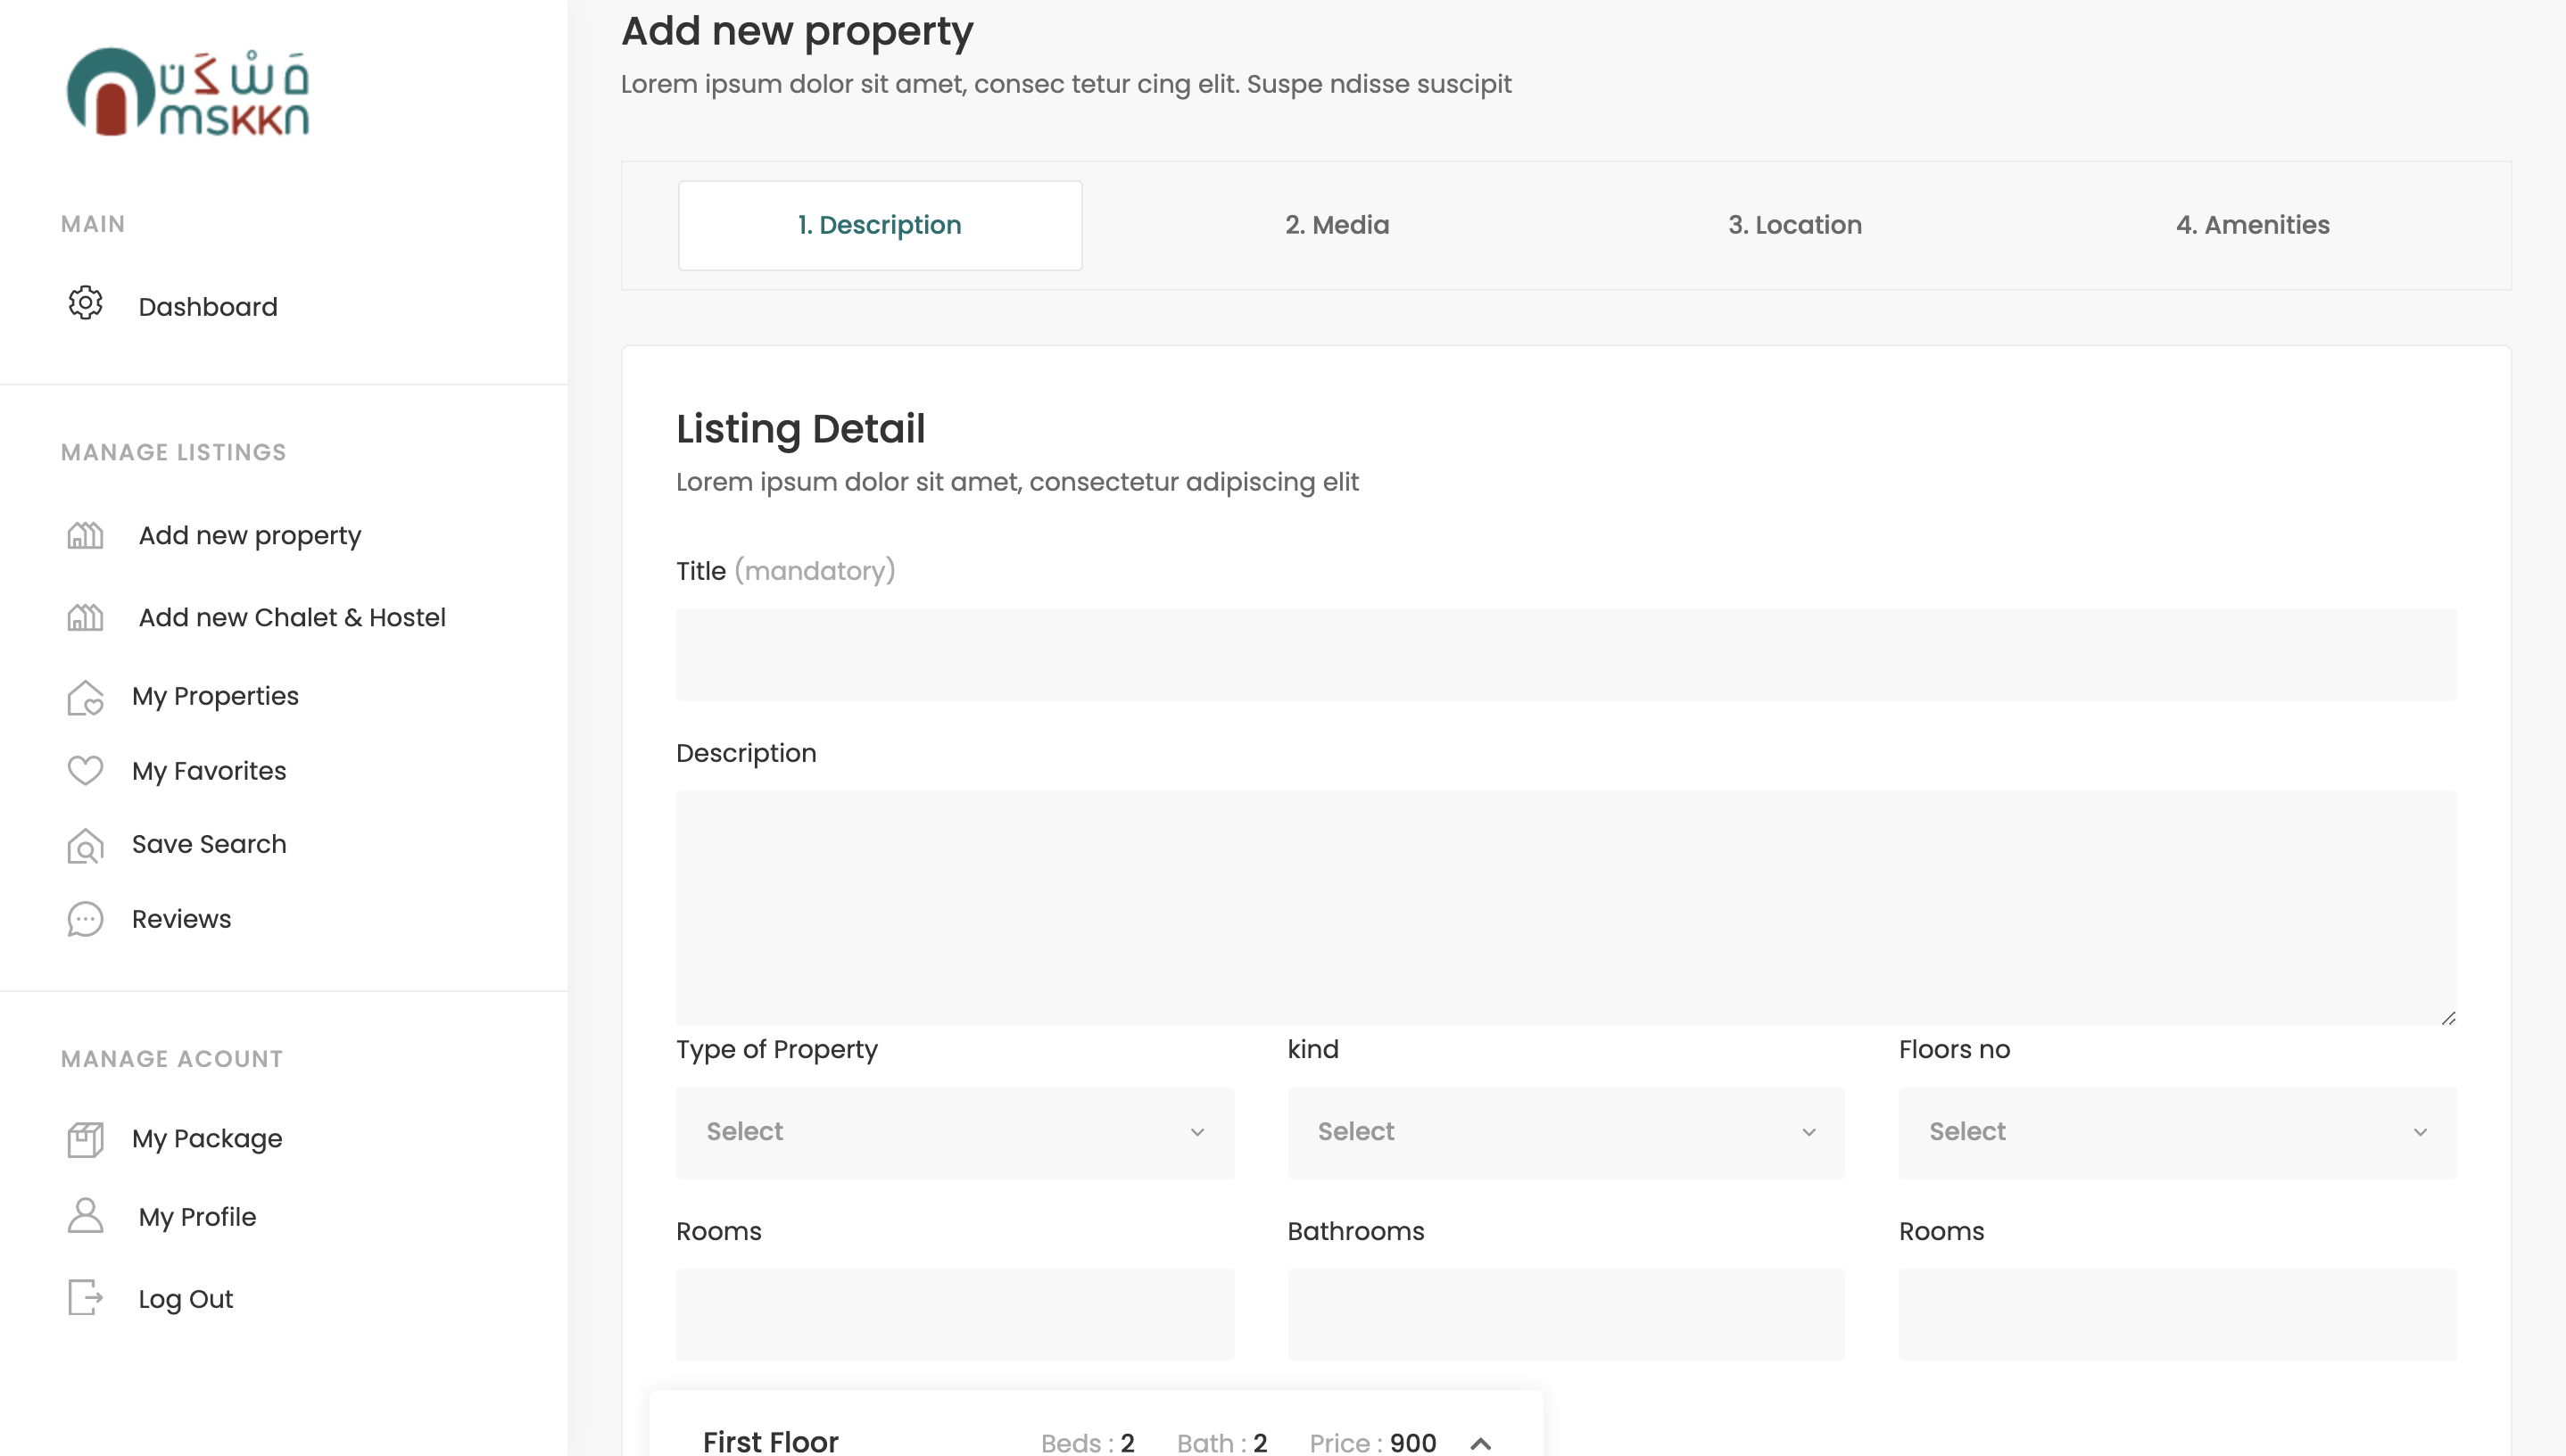 مَسْكَن
mskkn
MAIN
Dashboard
MANAGE LISTINGS
Add new property
Add new Chalet & Hostel
My Properties
My Favorites
Save Search
Reviews
MANAGE ACOUNT
My Package
My Profile
Log Out
Add new property
Lorem ipsum dolor sit amet, consec tetur cing elit. Suspe ndisse suscipit
1. Description
2. Media
3. Location
4. Amenities
Listing Detail
Lorem ipsum dolor sit amet, consectetur adipiscing elit
Title (mandatory)
Description
Type of Property
kind
Floors no
Select
Select
Select
Rooms
Bathrooms
Rooms
First Floor
Beds : 2
Bath : 2
Price : 900